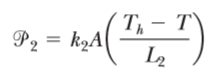 𝒫₂ = k₂A((Tₕ − T) / L₂)